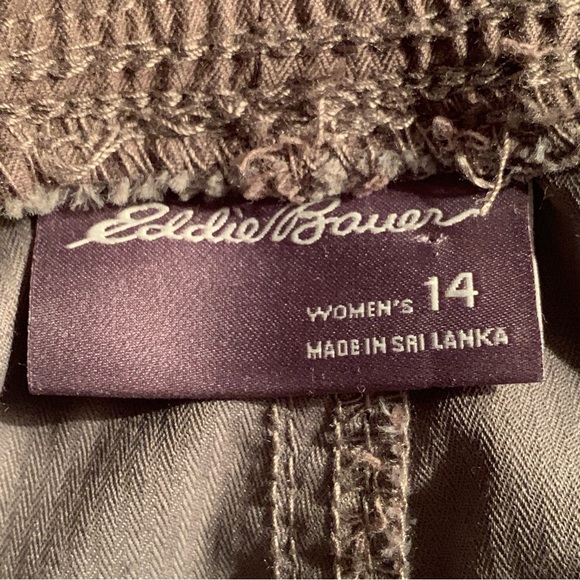 Eddie Bauer
WOMEN'S 14
MADE IN SRI LANKA